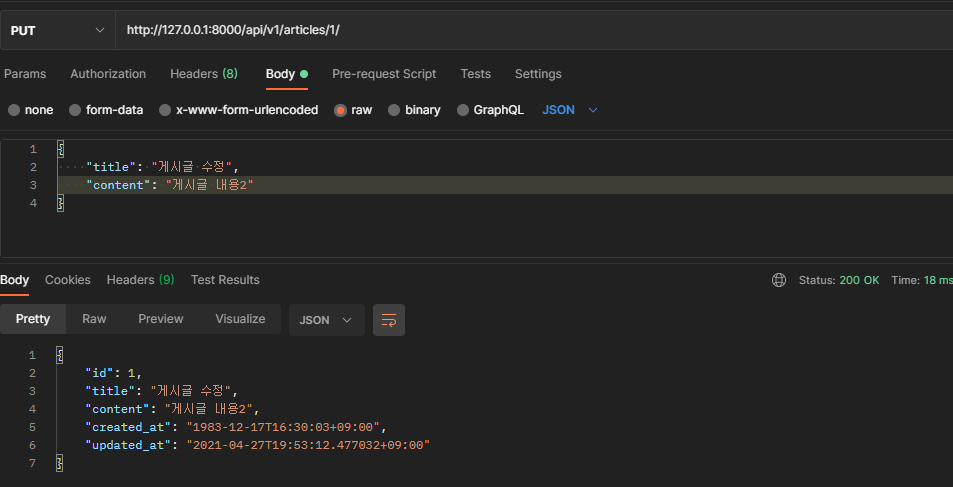 PUT http://127.0.0.1:8000/api/v1/articles/1/
Params Authorization Headers (8) Body Pre-request Script Tests Settings
none form-data x-www-form-urlencoded raw binary GraphQL JSON
1 {
2 "title": "게시글 수정",
3 "content": "게시글 내용2"
4 }
Body Cookies Headers (9) Test Results Status: 200 OK Time: 18 ms
Pretty Raw Preview Visualize JSON
1 {
2 "id": 1,
3 "title": "게시글 수정",
4 "content": "게시글 내용2",
5 "created_at": "1983-12-17T16:30:03+09:00",
6 "updated_at": "2021-04-27T19:53:12.477032+09:00"
7 }